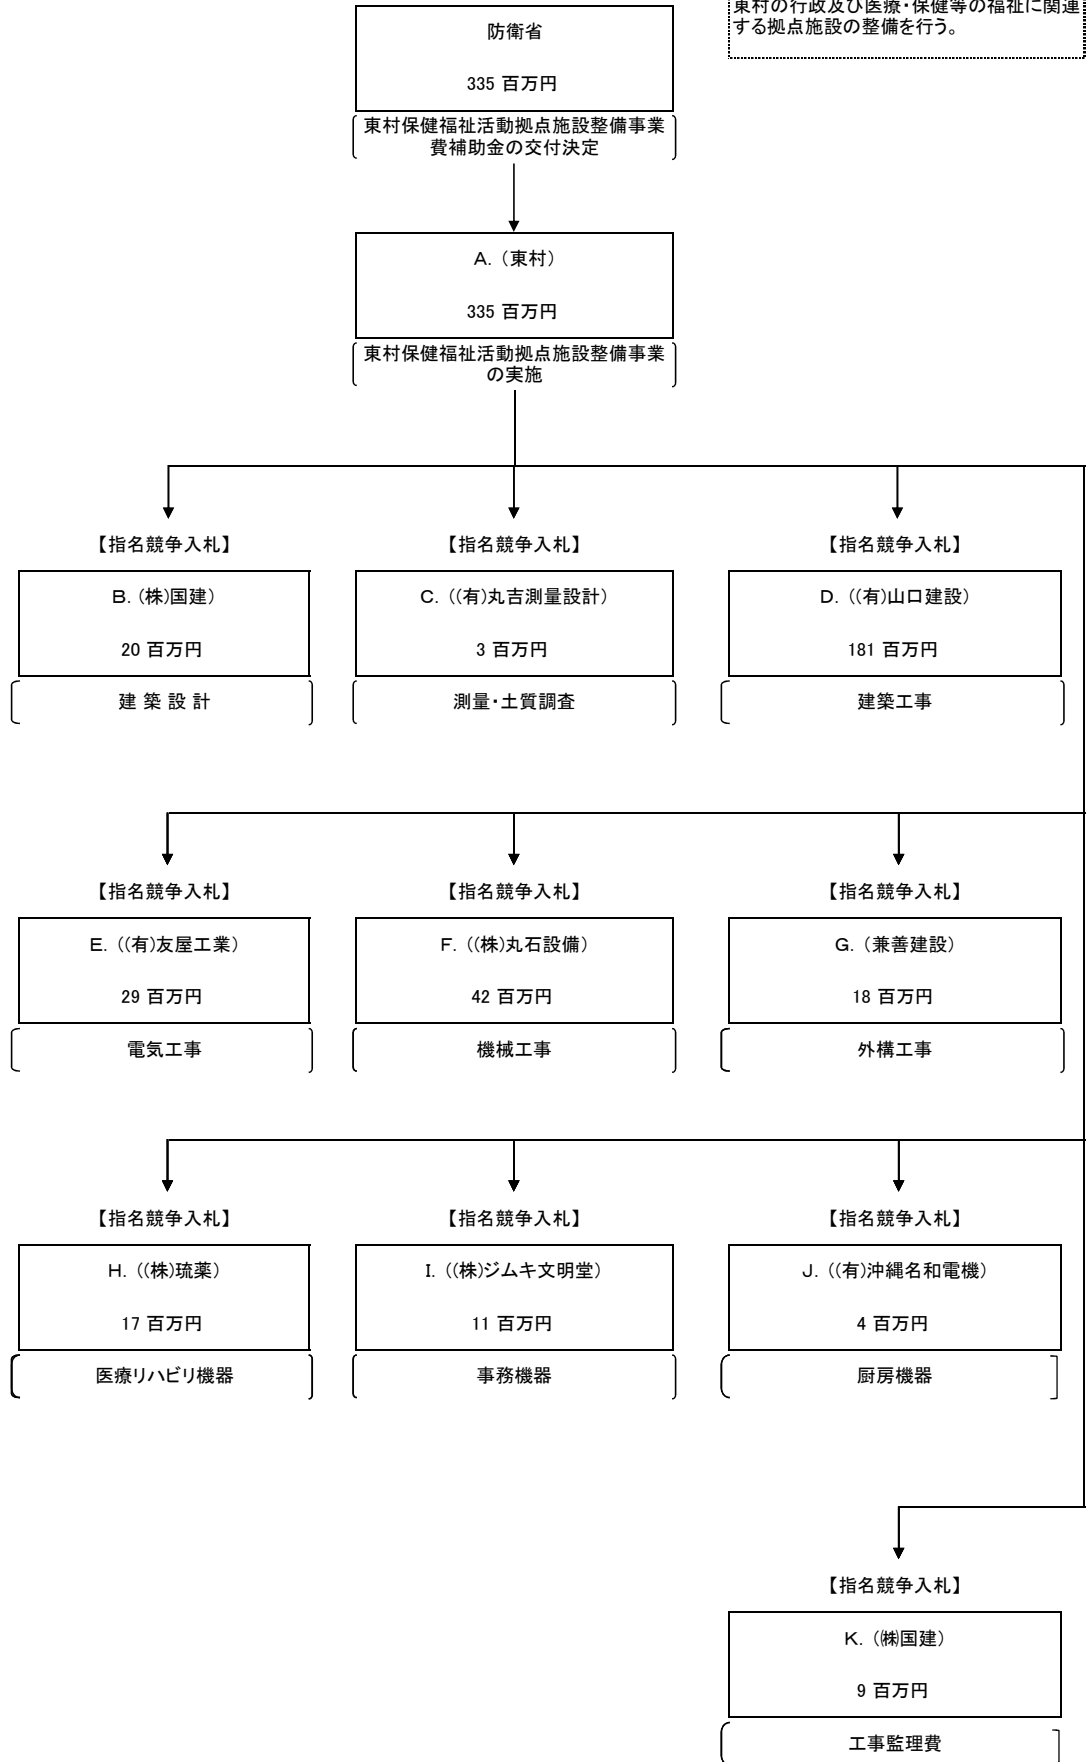 東村の行政及び医療・保健等の福祉に関連
する拠点施設の整備を行う。
防衛省
335 百万円
東村保健福祉活動拠点施設整備事業
費補助金の交付決定
A. （東村）
335 百万円
東村保健福祉活動拠点施設整備事業
の実施
【指名競争入札】
B. (株)国建）
20 百万円
建 築 設 計
【指名競争入札】
C. （(有)丸吉測量設計）
3 百万円
測量・土質調査
【指名競争入札】
D. （(有)山口建設）
181 百万円
建築工事
【指名競争入札】
E. （(有)友屋工業）
29 百万円
電気工事
【指名競争入札】
F. （(株)丸石設備）
42 百万円
機械工事
【指名競争入札】
G. （兼善建設）
18 百万円
外構工事
【指名競争入札】
H. （(株)琉薬）
17 百万円
医療リハビリ機器
【指名競争入札】
I. （(株)ジムキ文明堂）
11 百万円
事務機器
【指名競争入札】
J. （(有)沖縄名和電機）
4 百万円
厨房機器
【指名競争入札】
K. （㈱国建）
9 百万円
工事監理費